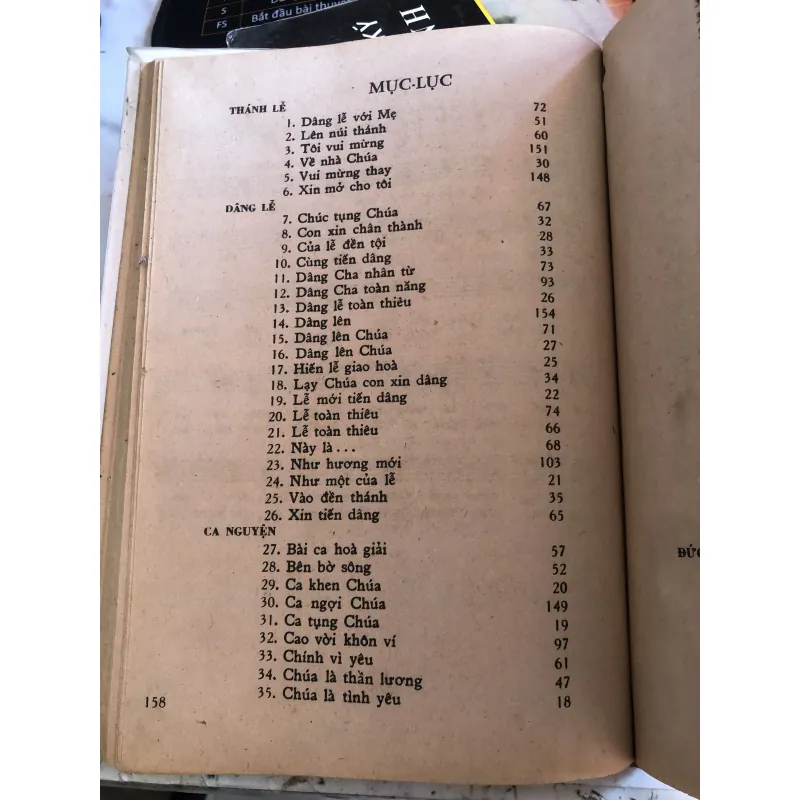 S
FS Bắt đầu bài thuyế
MỤC-LỤC
THÁNH LỄ
1. Dâng lễ với Mẹ 72
2. Lên núi thánh 51
3. Tôi vui mừng 60
4. Về nhà Chúa 151
5. Vui mừng thay 30
6. Xin mở cho tôi 148
DÂNG LỄ
7. Chúc tụng Chúa 67
8. Con xin chân thành 32
9. Của lễ đền tội 28
10. Cùng tiến dâng 33
11. Dâng Cha nhân từ 73
12. Dâng Cha toàn năng 93
13. Dâng lễ toàn thiêu 26
14. Dâng lên 154
15. Dâng lên Chúa 71
16. Dâng lên Chúa 27
17. Hiến lễ giao hoà 25
18. Lạy Chúa con xin dâng 34
19. Lễ mới tiến dâng 22
20. Lễ toàn thiêu 74
21. Lễ toàn thiêu 66
22. Này là... 68
23. Như hương mới 103
24. Như một của lễ 21
25. Vào đền thánh 35
26. Xin tiến dâng 65
CA NGUYỆN
27. Bài ca hoà giải 57
28. Bên bờ sông 52
29. Ca khen Chúa 20
30. Ca ngợi Chúa 149
31. Ca tụng Chúa 19
32. Cao vời khôn ví 97
33. Chính vì yêu 61
34. Chúa là thần lương 47
35. Chúa là tình yêu 18
158
ĐỨC